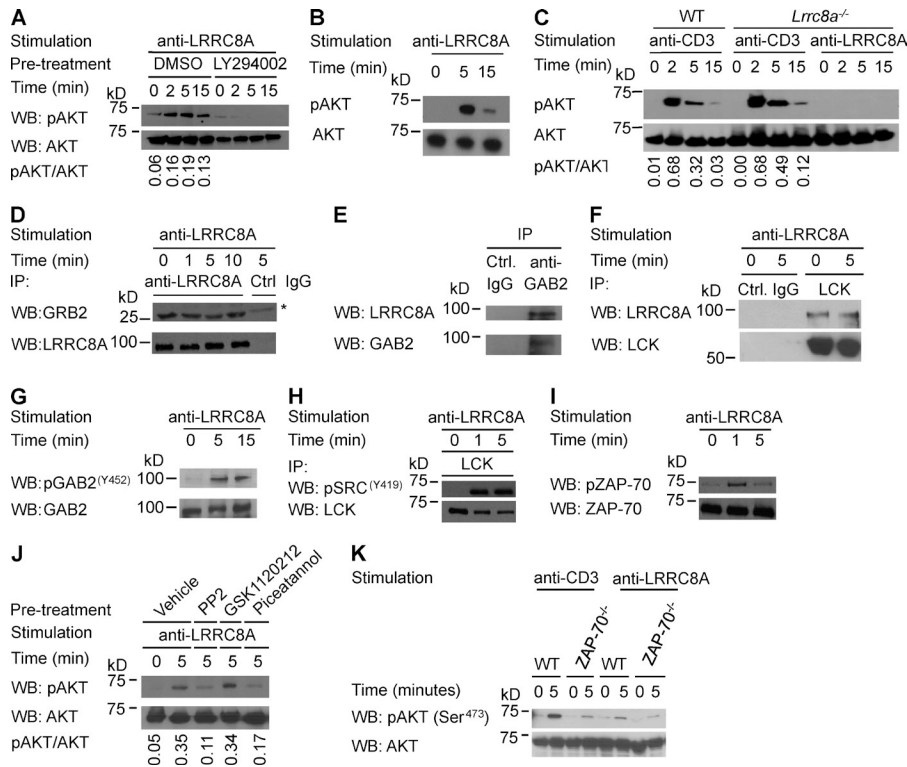 A
Stimulation anti-LRRC8A
Pre-treatment DMSO LY294002
Time (min) 0 2 5 15 0 2 5 15
kD
WB: pAKT 75
WB: AKT 75
pAKT/AKT 0.06 0.16 0.19 0.13
B
Stimulation anti-LRRC8A
Time (min) 0 5 15
kD
pAKT 75
AKT 75
C
WT Lrrc8a-/-
Stimulation anti-CD3 anti-CD3 anti-LRRC8A
Time (min) 0 2 5 15 0 2 5 15 0 2 5 15
kD
pAKT 75
AKT 75
pAKT/AKT 0.01 0.68 0.32 0.03 0.00 0.68 0.49 0.12
D
Stimulation anti-LRRC8A
Time (min) 0 1 5 10 5
IP: anti-LRRC8A Ctrl IgG
kD
WB:GRB2 25 *
WB:LRRC8A 100
E
IP
Ctrl. anti-
IgG GAB2
kD
WB: LRRC8A 100
WB: GAB2 100
F
Stimulation anti-LRRC8A
Time (min) 0 5 0 5
IP: Ctrl. IgG LCK
kD
WB: LRRC8A 100
WB: LCK
50
G
Stimulation anti-LRRC8A
Time (min) 0 5 15
kD
WB:pGAB2(Y452) 100
WB:GAB2 100
H
Stimulation anti-LRRC8A
Time (min) 0 1 5
IP: kD LCK
WB: pSRC(Y419) 75
WB: LCK 75
I
Stimulation anti-LRRC8A
Time (min) 0 1 5
kD
WB: pZAP-70 75
WB: ZAP-70 75
J
Pre-treatment Vehicle PP2 GSK1120212 Piceatannol
Stimulation anti-LRRC8A
Time (min) 0 5 5 5 5
kD
WB: pAKT 75
WB: AKT 75
pAKT/AKT 0.05 0.35 0.11 0.34 0.17
K
Stimulation anti-CD3 anti-LRRC8A
WT ZAP-70-/- WT ZAP-70-/-
Time (minutes) 0 5 0 5 0 5 0 5
kD
WB: pAKT (Ser473) 75
WB: AKT 75